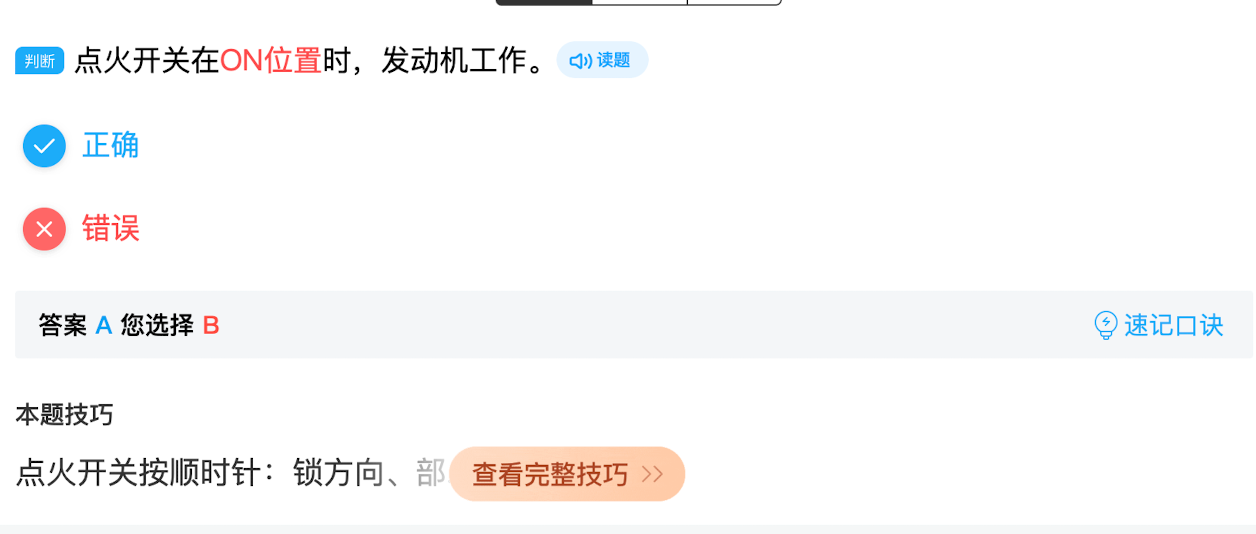 判断 点火开关在ON位置时，发动机工作。 读题
正确
错误
答案 A 您选择 B 速记口诀
本题技巧
点火开关按顺时针：锁方向、部 查看完整技巧 >>